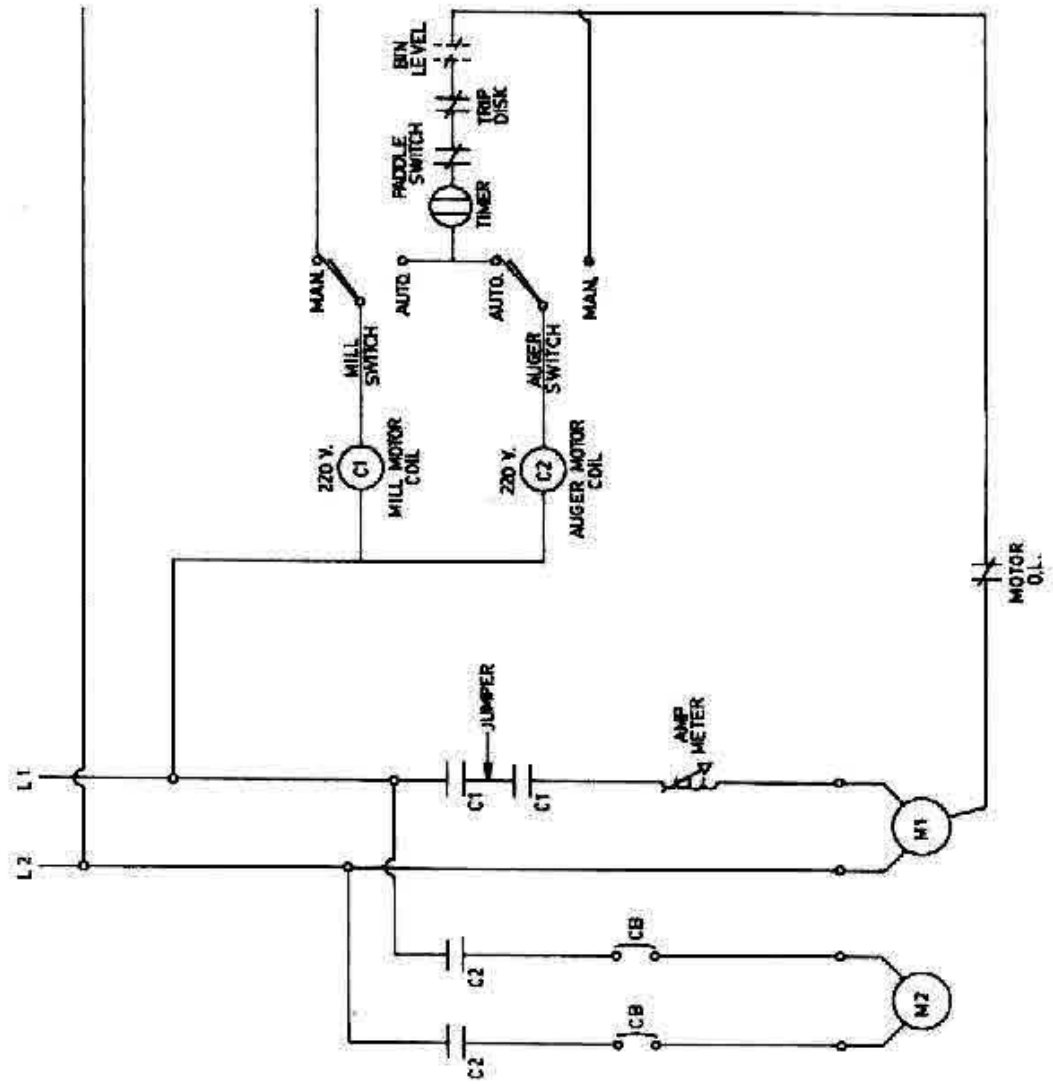 L1
L2
BIN
LEVEL
TRIP
DISK
PADDLE
SWITCH
TIMER
MAN.
AUTO.
AUTO.
MAN.
MILL
SWITCH
AUGER
SWITCH
220 V.
C1
MILL MOTOR
COIL
220 V.
C2
AUGER MOTOR
COIL
MOTOR
O.L.
C1
JUMPER
C1
AMP
METER
M1
C2
C2
CB
CB
M2